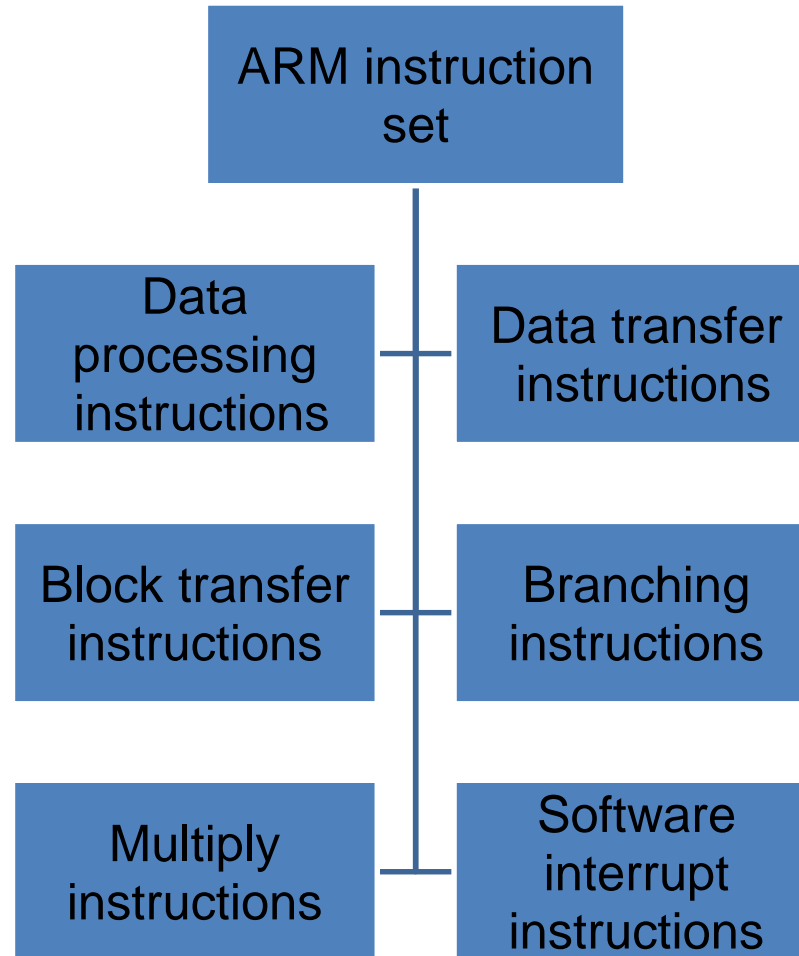 ARM instruction
set
Data
processing
instructions
Data transfer
instructions
Block transfer
instructions
Branching
instructions
Multiply
instructions
Software
interrupt
instructions